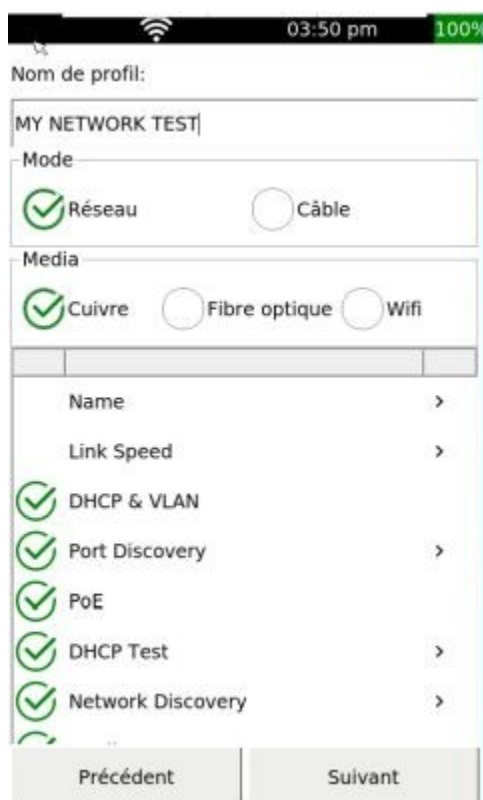 03:50 pm 100%
Nom de profil:
MY NETWORK TEST
Mode
Réseau Câble
Media
Cuivre Fibre optique Wifi
Name
Link Speed
DHCP & VLAN
Port Discovery
PoE
DHCP Test
Network Discovery
Précédent Suivant